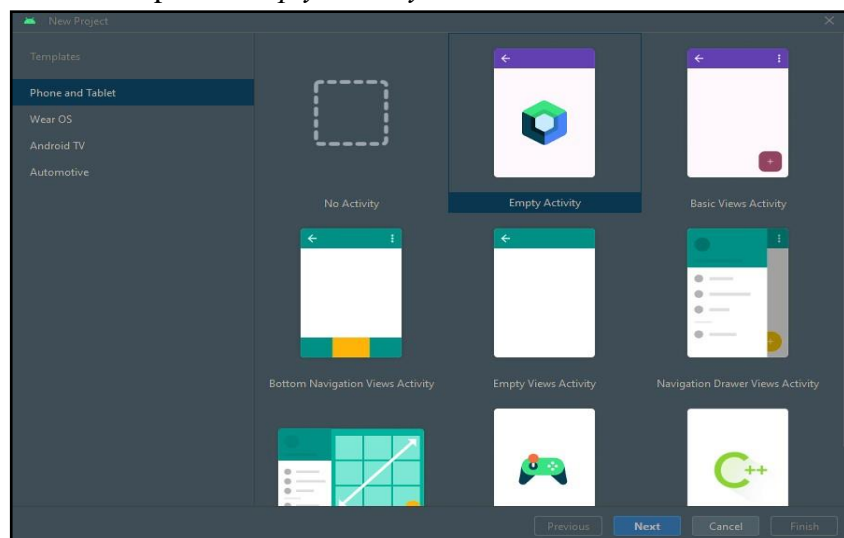 New Project
Templates
Phone and Tablet
Wear OS
Android TV
Automotive
No Activity
Empty Activity
Basic Views Activity
Bottom Navigation Views Activity
Empty Views Activity
Navigation Drawer Views Activity
C++
Previous
Next
Cancel
Finish